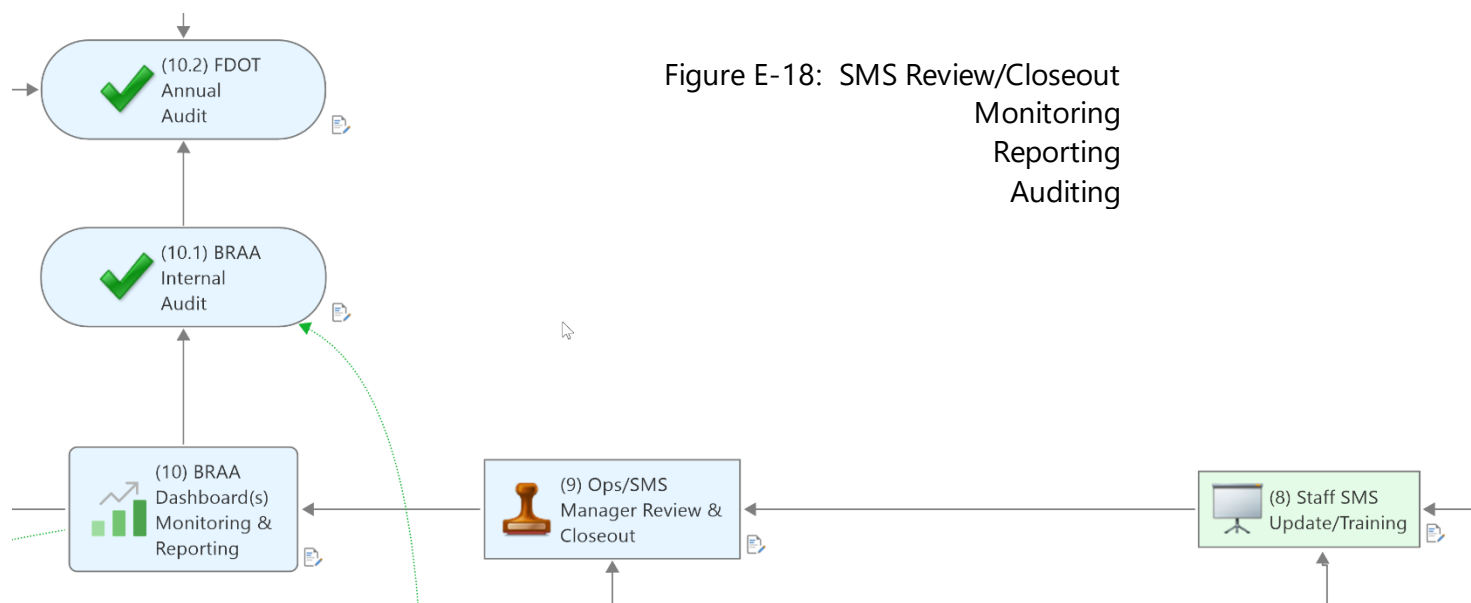 Figure E-18:  SMS Review/Closeout
Monitoring
Reporting
Auditing
(10.2) FDOT
Annual
Audit
(10.1) BRAA
Internal
Audit
(10) BRAA
Dashboard(s)
Monitoring &
Reporting
(9) Ops/SMS
Manager Review &
Closeout
(8) Staff SMS
Update/Training